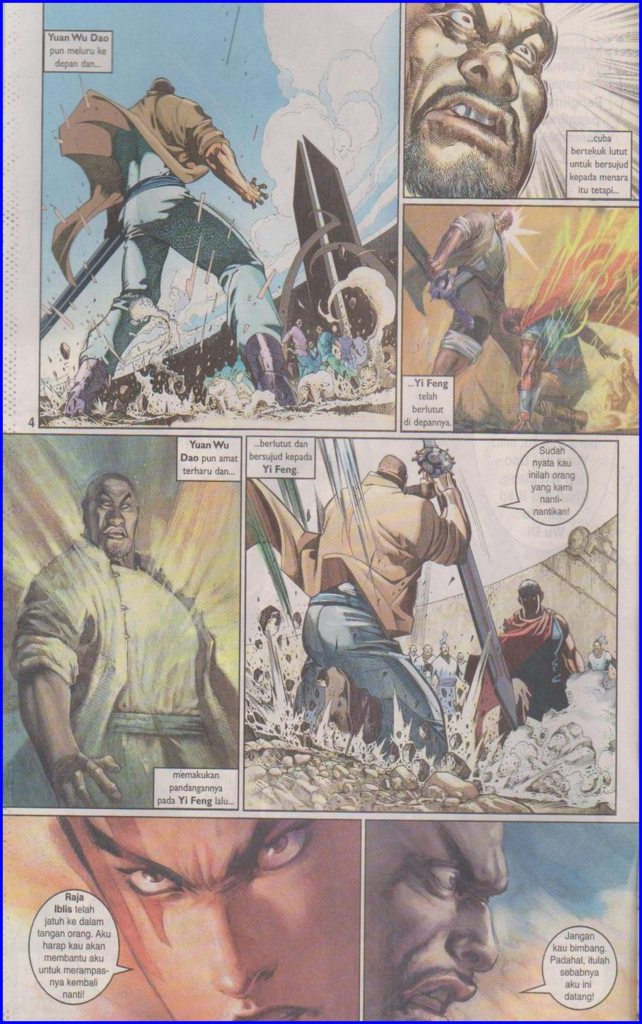 Yuan Wu Dao
pun meluru ke
depan dan...
...cuba
bertekuk lutut
untuk bersujud
kepada menara
itu tetapi...
...Yi Feng
telah
berlutut
di depannya.
4
Yuan Wu
Dao pun amat
terharu dan...
memakukan
pandangannya
pada Yi Feng lalu...
...berlutut dan
bersujud kepada
Yi Feng.
Sudah
nyata kau
inilah orang
yang kami
nanti-
nantikan!
Raja
Iblis telah
jatuh ke dalam
tangan orang. Aku
harap kau akan
membantu aku
untuk merampas-
nya kembali
nanti!
Jangan
kau bimbang.
Padahal, itulah
sebabnya
aku ini
datang!